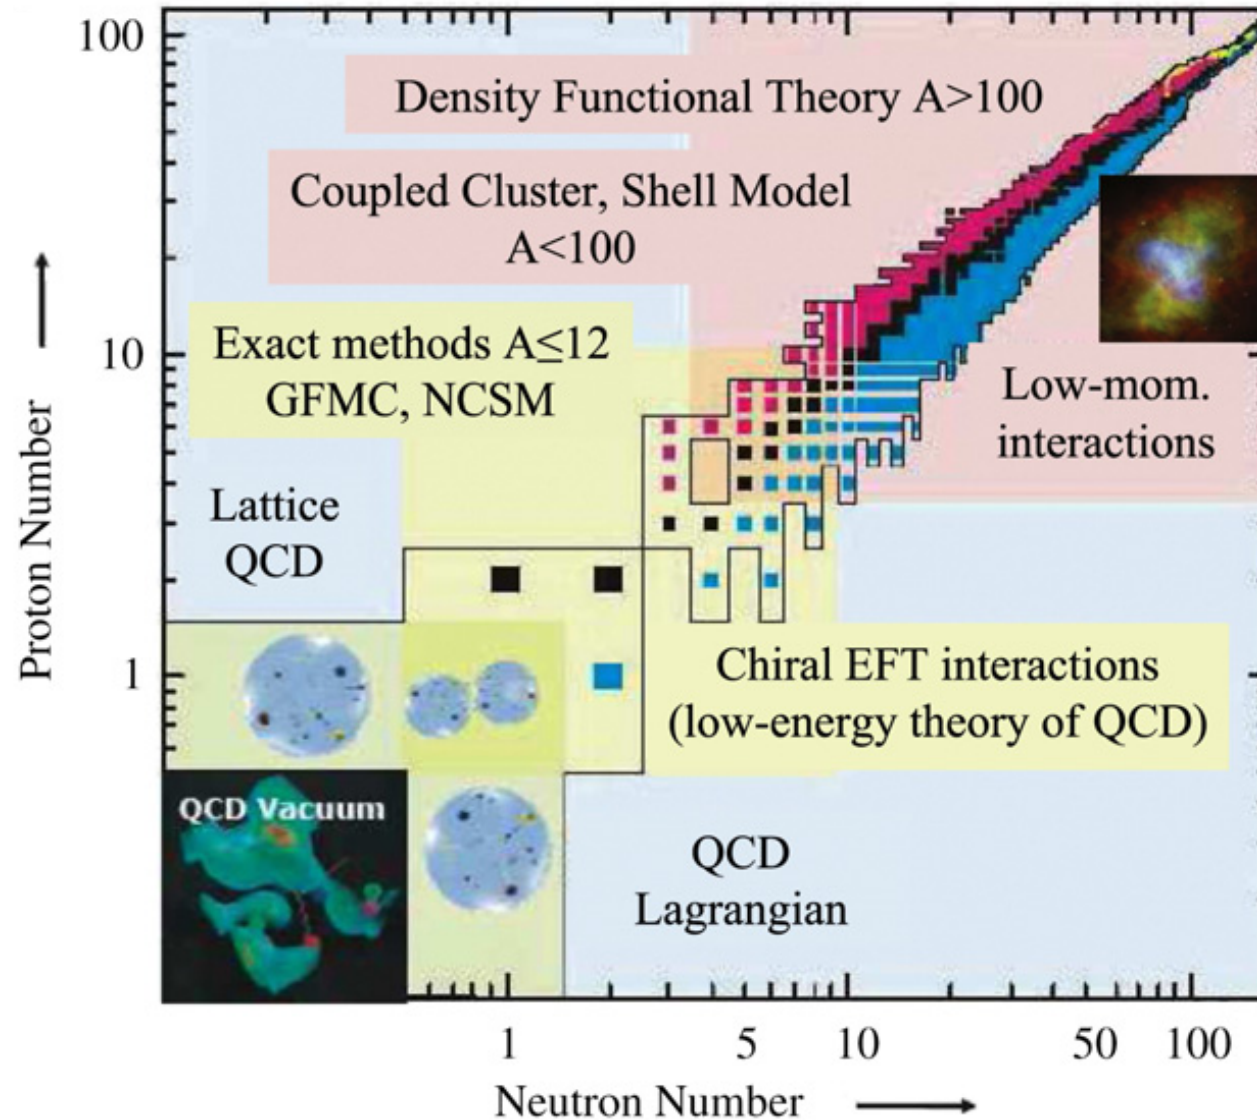 100
Density Functional Theory A>100
Coupled Cluster, Shell Model
A<100
Exact methods A≤12
GFMC, NCSM
10
Low-mom.
interactions
Lattice
QCD
Proton Number
1
Chiral EFT interactions
(low-energy theory of QCD)
QCD Vacuum
QCD
Lagrangian
1
5
10
50
100
Neutron Number